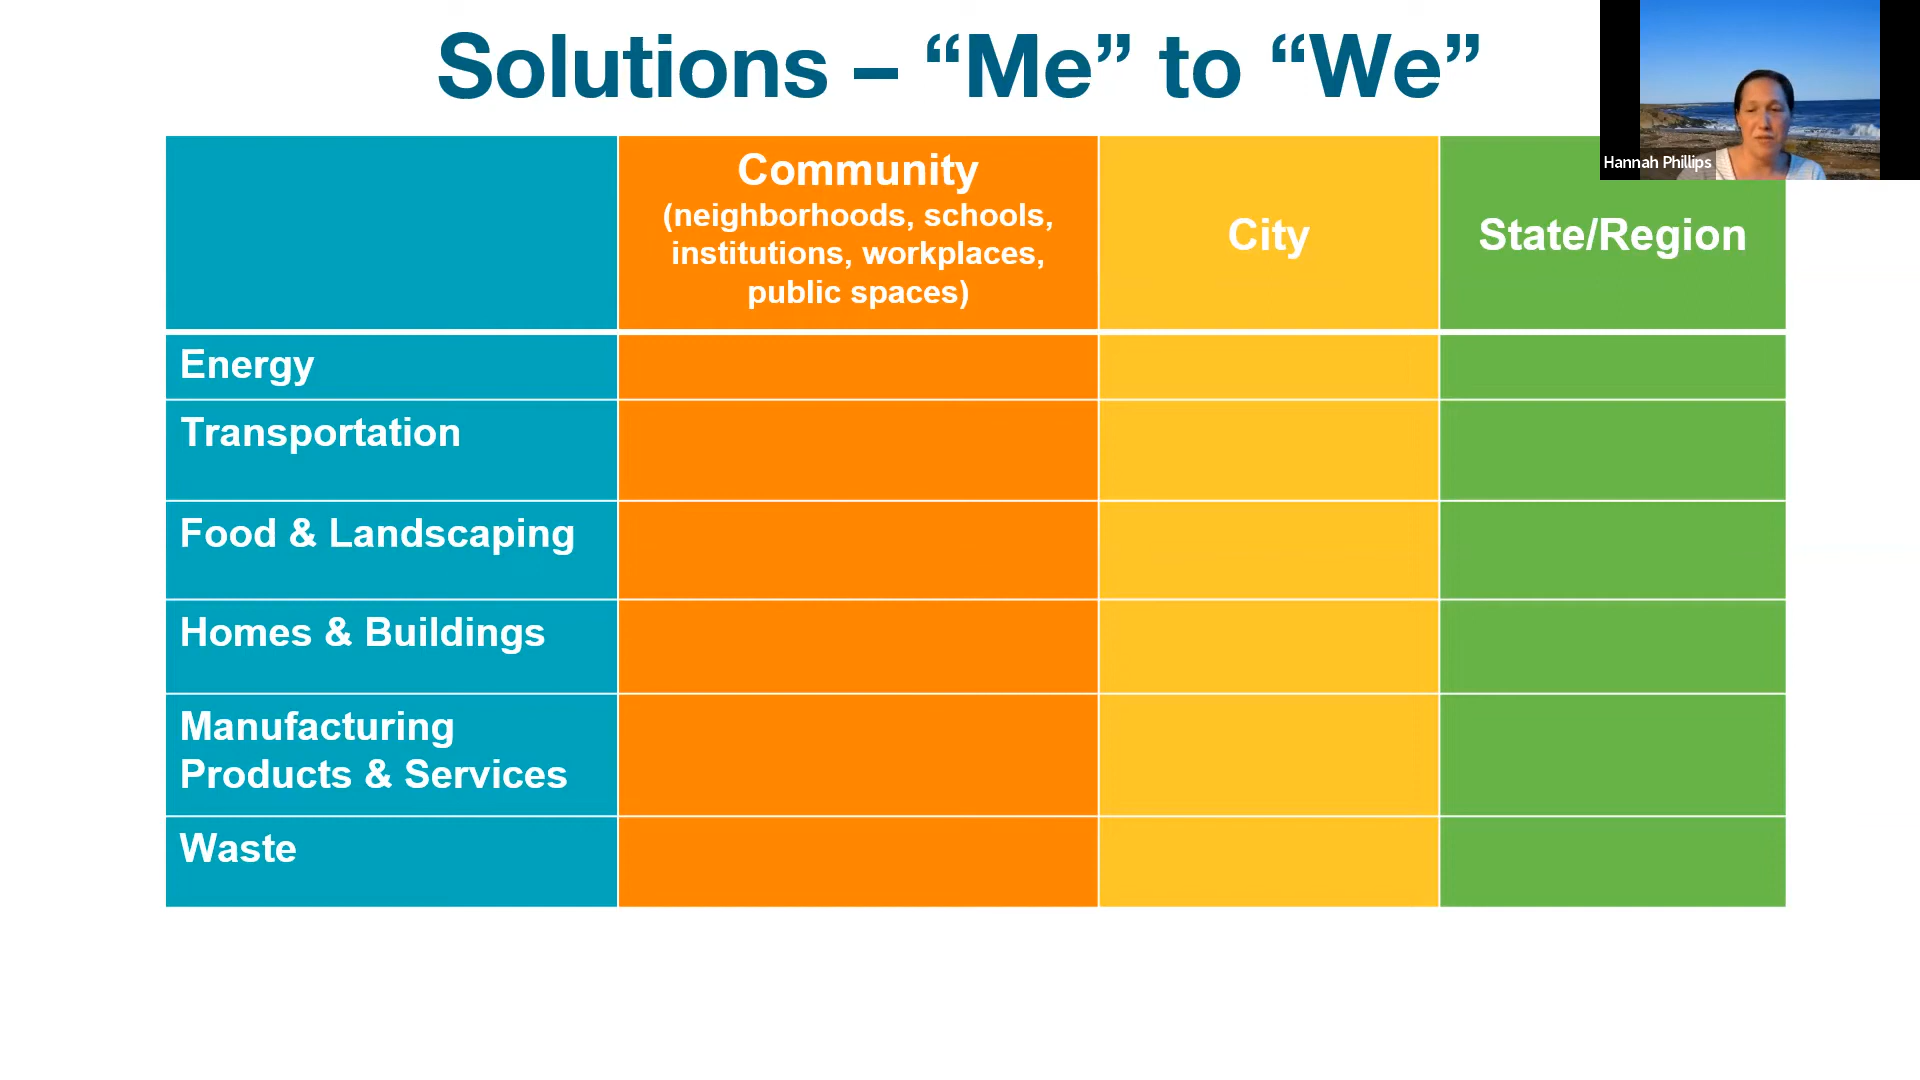 Solutions – “Me” to “We”
Hannah Phillips
Community
(neighborhoods, schools,
institutions, workplaces,
public spaces)
City
State/Region
Energy
Transportation
Food & Landscaping
Homes & Buildings
Manufacturing
Products & Services
Waste